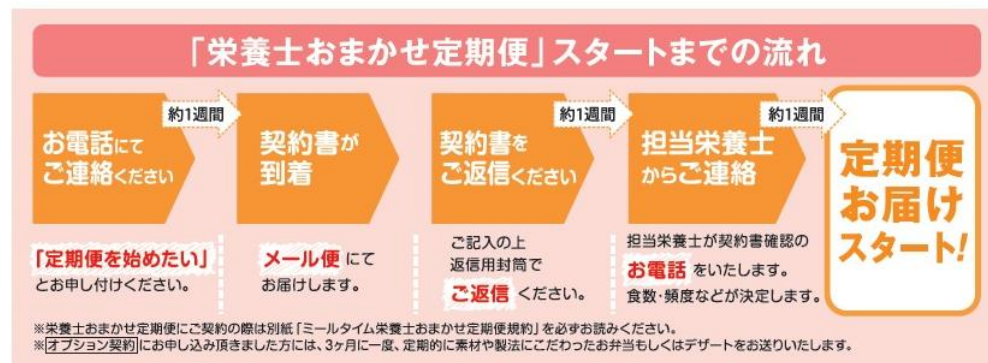 「栄養士おまかせ定期便」スタートまでの流れ
お電話にて
ご連絡ください
約1週間
契約書が
到着
契約書を
ご返信ください
約1週間
担当栄養士
からご連絡
約1週間
定期便
お届け
スタート!
「定期便を始めたい」
とお申し付けください。
メール便 にて
お届けします。
ご記入の上
返信用封筒で
ご返信 ください。
担当栄養士が契約書確認の
お電話 をいたします。
食数・頻度などが決定します。
※栄養士おまかせ定期便にご契約の際は別紙「ミールタイム栄養士おまかせ定期便規約」を必ずお読みください。
※オプション契約にお申し込み頂きました方には、3ヶ月に一度、定期的に素材や製法にこだわったお弁当もしくはデザートをお送りいたします。